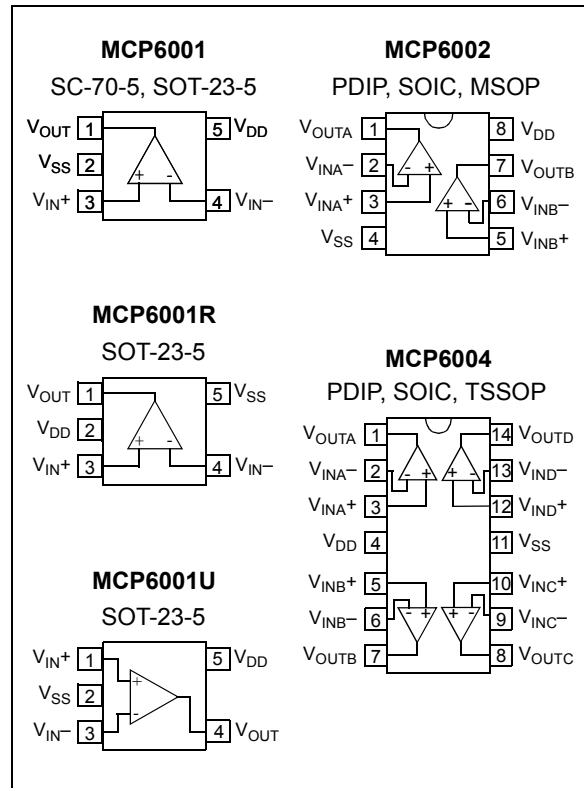 MCP6001
SC-70-5, SOT-23-5
VOUT 1 5 VDD
VSS 2
VIN+ 3 + - 4 VIN–
MCP6001R
SOT-23-5
VOUT 1 5 VSS
VDD 2
VIN+ 3 + - 4 VIN–
MCP6001U
SOT-23-5
VIN+ 1 + 5 VDD
VSS 2
VIN– 3 - 4 VOUT
MCP6002
PDIP, SOIC, MSOP
VOUTA 1 8 VDD
VINA– 2 - + 7 VOUTB
VINA+ 3 + - 6 VINB–
VSS 4 5 VINB+
MCP6004
PDIP, SOIC, TSSOP
VOUTA 1 14 VOUTD
VINA– 2 - + + - 13 VIND–
VINA+ 3 12 VIND+
VDD 4 11 VSS
VINB+ 5 10 VINC+
VINB– 6 - + + - 9 VINC–
VOUTB 7 8 VOUTC